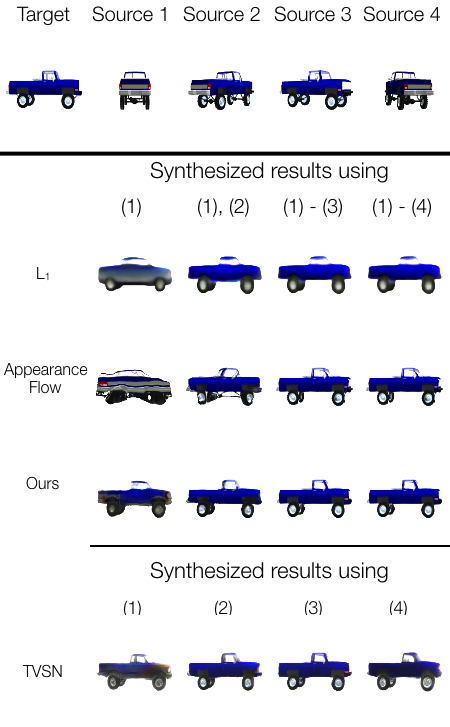 Target Source 1 Source 2 Source 3 Source 4
Synthesized results using
(1) (1), (2) (1) - (3) (1) - (4)
L₁
Appearance
Flow
Ours
Synthesized results using
(1) (2) (3) (4)
TVSN